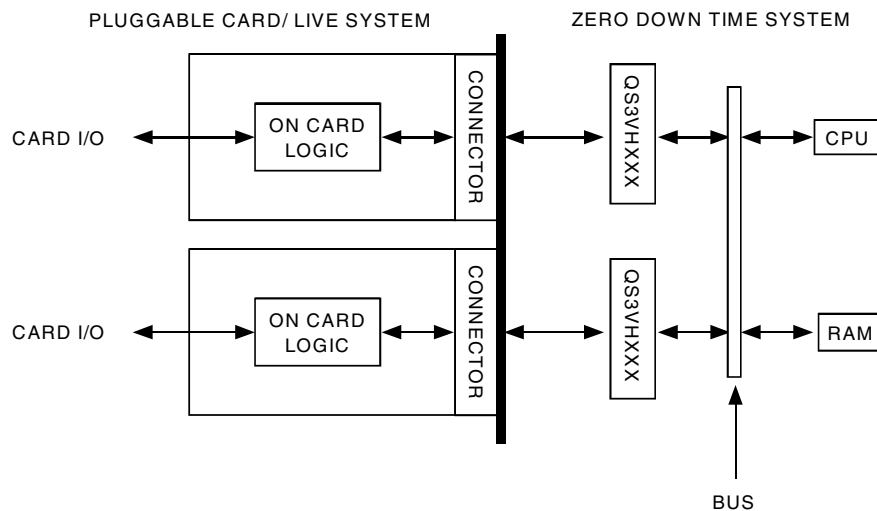 PLUGGABLE CARD/ LIVE SYSTEM
ZERO DOWN TIME SYSTEM
CARD I/O
ON CARD
LOGIC
CONNECTOR
QS3VHXXX
CPU
CARD I/O
ON CARD
LOGIC
CONNECTOR
QS3VHXXX
RAM
BUS